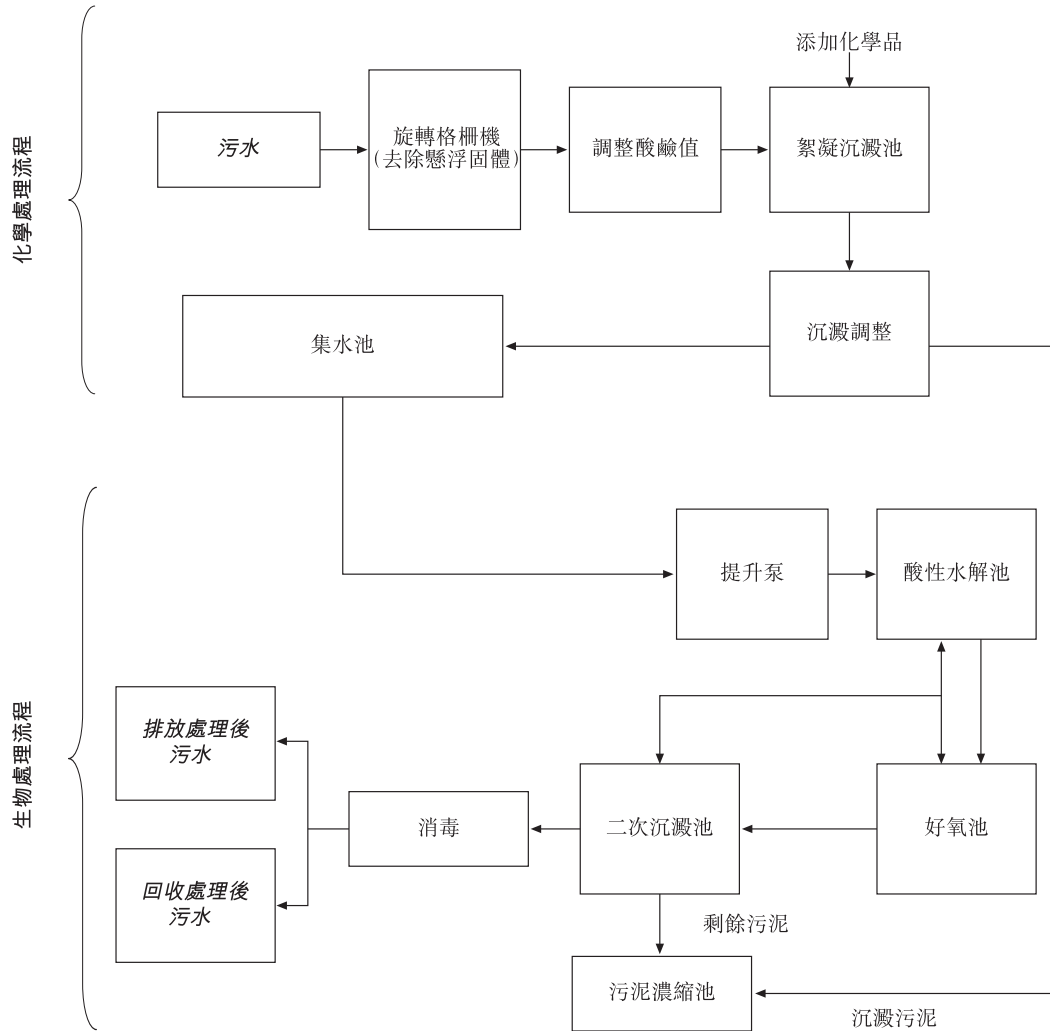 化學處理流程
添加化學品
污水
旋轉格柵機
(去除懸浮固體)
調整酸鹼值
絮凝沉澱池
集水池
沉澱調整
生物處理流程
提升泵
酸性水解池
排放處理後
污水
消毒
二次沉澱池
好氧池
回收處理後
污水
剩餘污泥
污泥濃縮池
沉澱污泥